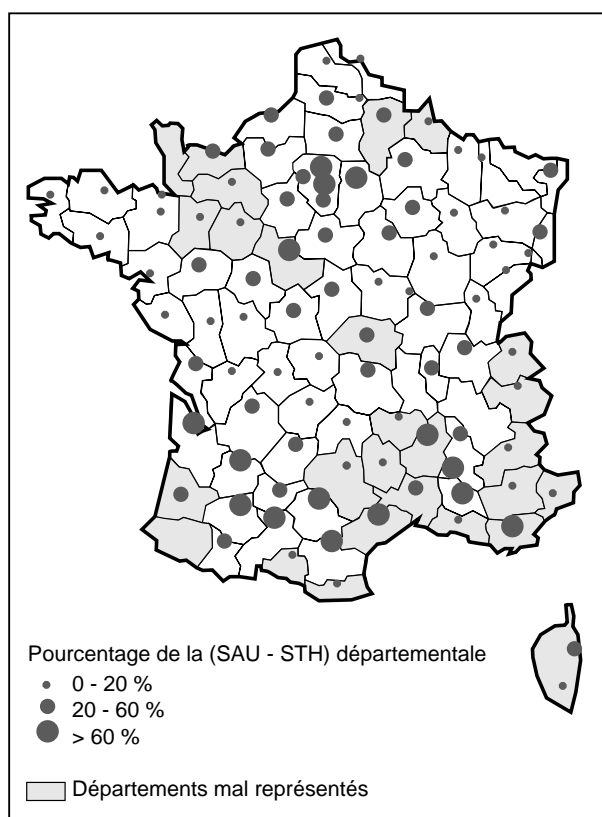 Pourcentage de la (SAU - STH) départementale
0 - 20 %
20 - 60 %
> 60 %
Départements mal représentés